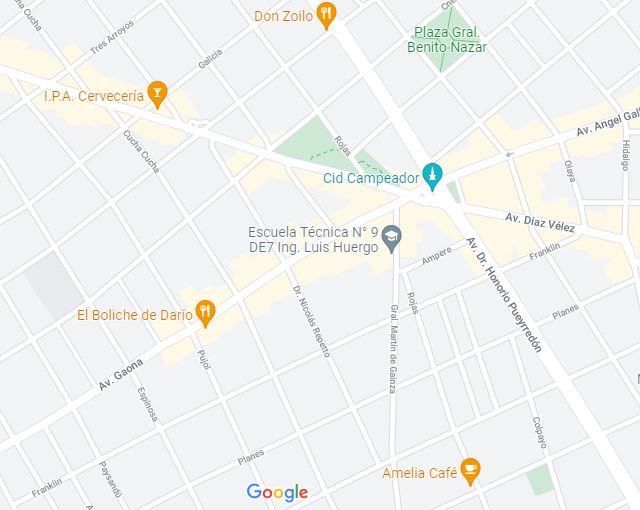 Don Zoilo
Plaza Gral.
Benito Nazar
Tres Arroyos
Galicia
I.P.A. Cervecería
Cucha Cucha
Cucha Cucha
Rojas
Av. Angel Gall
Hidalgo
Olaya
Cid Campeador
Av. Díaz Vélez
Escuela Técnica N° 9
DE7 Ing. Luis Huergo
Ampere
Franklin
Av. Dr. Honorio Pueyrredón
Dr. Nicolás Repetto
Rojas
Gral. Martín de Gainza
Planes
El Boliche de Darío
Av. Gaona
Pujol
Espinosa
Colpayo
Planes
Paysandú
Franklin
Amelia Café
Google